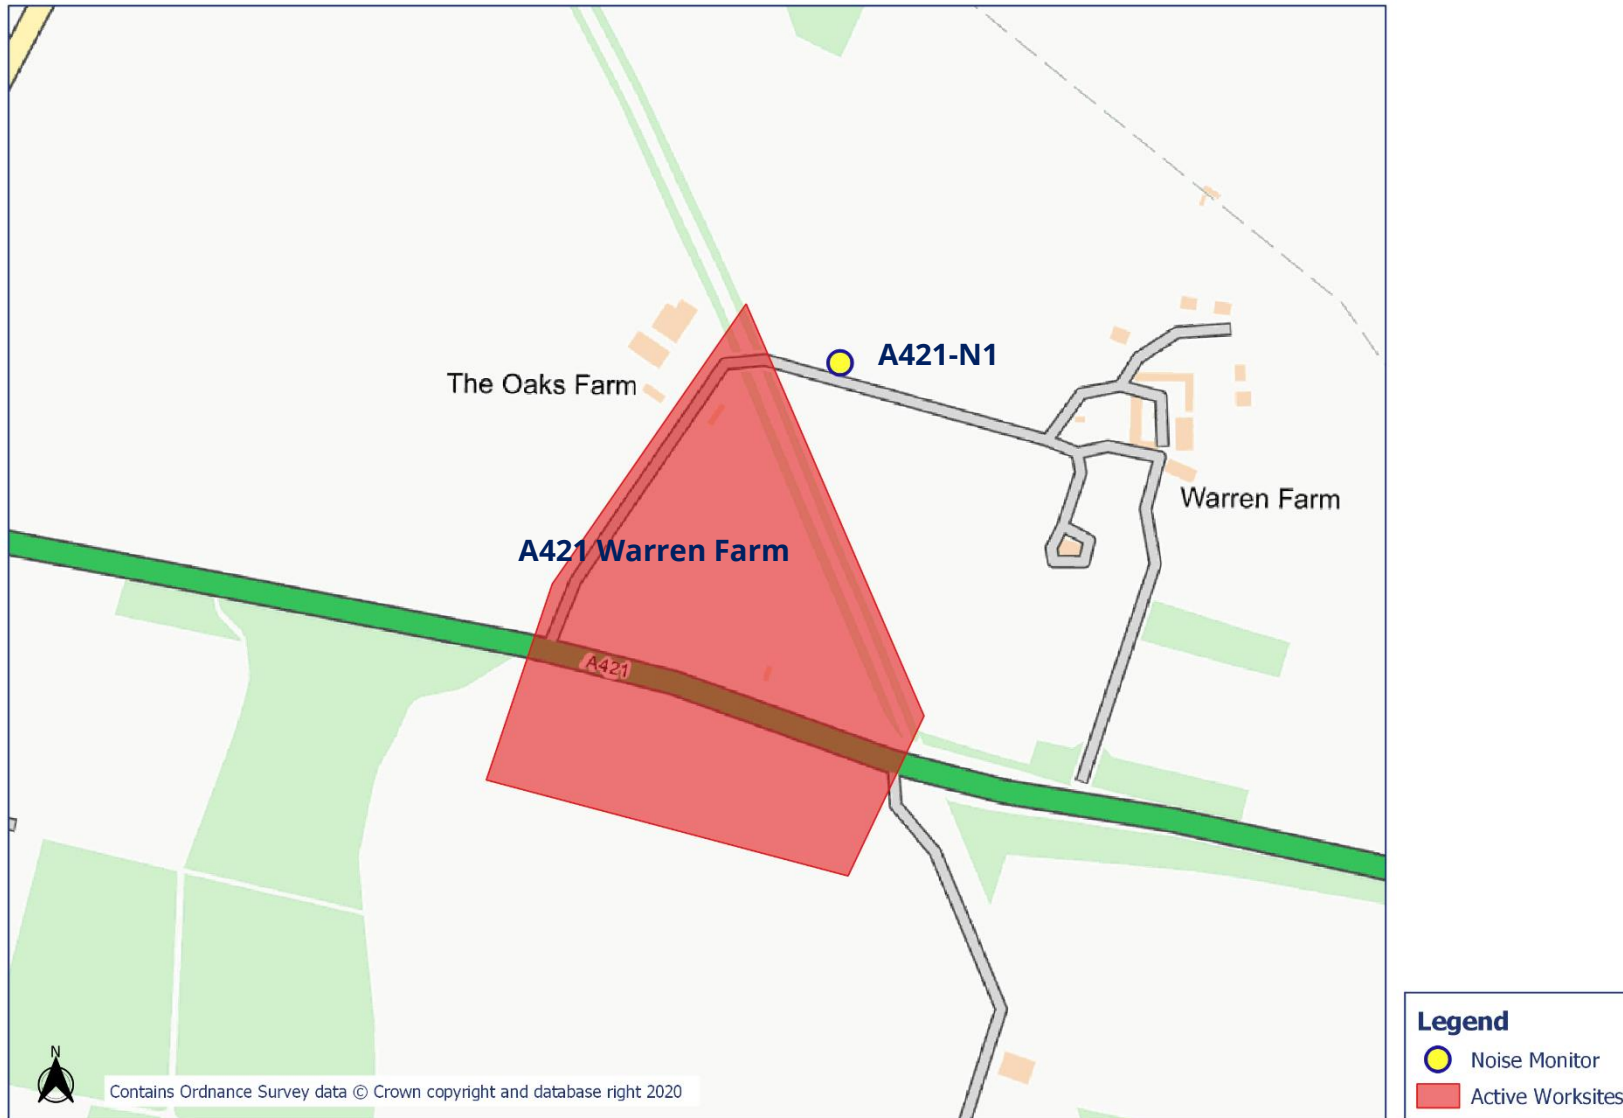 A421-N1
The Oaks Farm
Warren Farm
A421 Warren Farm
A421
Legend
Noise Monitor
Active Worksites
N
Contains Ordnance Survey data © Crown copyright and database right 2020